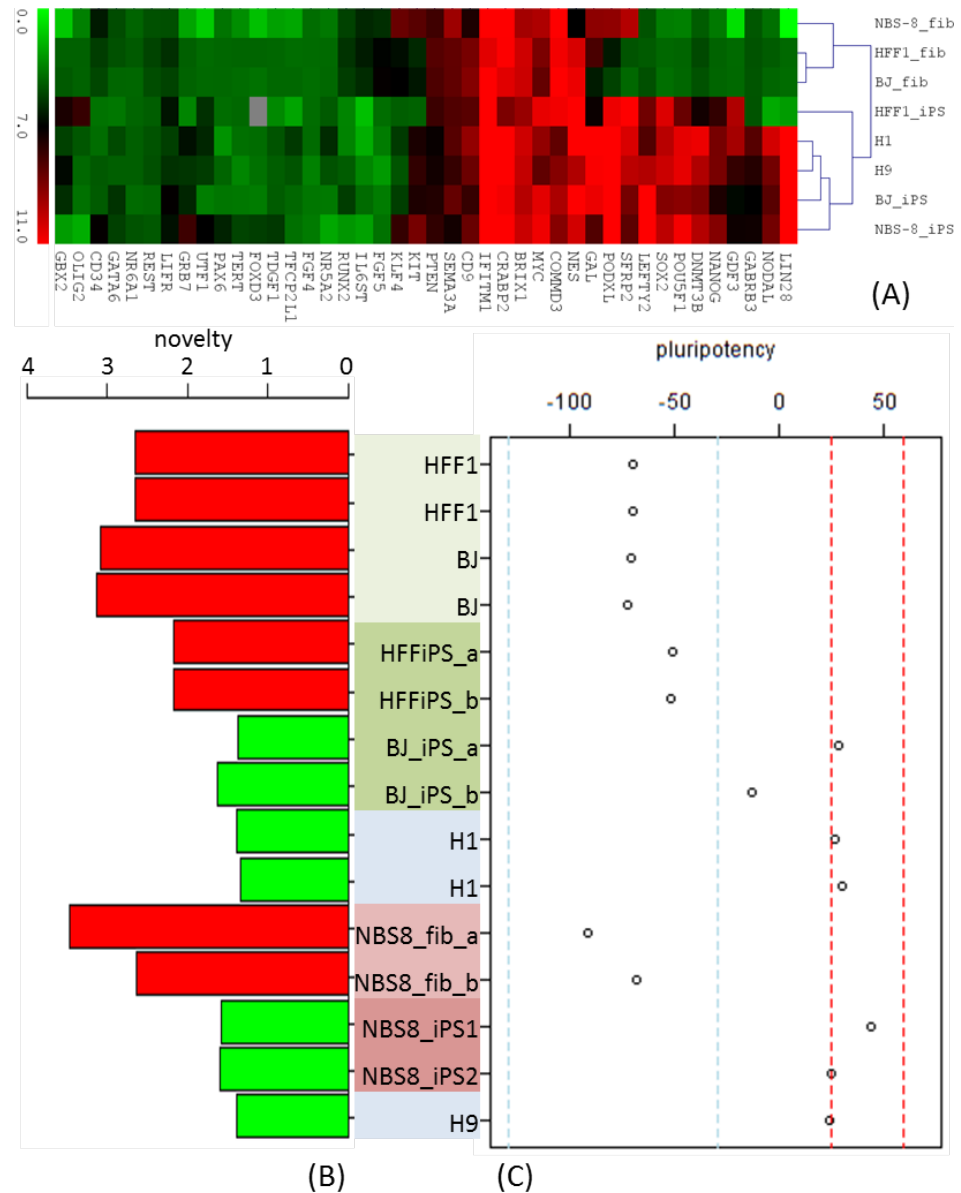 0.0
7.0
11.0
NBS-8_fib
HFF1_fib
BJ_fib
HFF1_iPS
H1
H9
BJ_iPS
NBS-8_iPS
GBX2
OLIG2
CD34
GATA6
NR6A1
REST
LIFR
GRB7
UTF1
PAX6
TERT
FOXD3
TDGF1
TFCP2L1
FGF4
NR5A2
RUNX2
IL6ST
FGF5
KLF4
KIT
PTEN
SEMA3A
CD9
IFITM1
CRABP2
BRIX1
MYC
COMMD3
NES
GAL
PODXL
SFRP2
LEFTY2
SOX2
POU5F1
DNMT3B
NANOG
GDF3
GABRB3
NODAL
LIN28
(A)
novelty
4 3 2 1 0
pluripotency
-100 -50 0 50
HFF1
HFF1
BJ
BJ
HFFiPS_a
HFFiPS_b
BJ_iPS_a
BJ_iPS_b
H1
H1
NBS8_fib_a
NBS8_fib_b
NBS8_iPS1
NBS8_iPS2
H9
(B) (C)